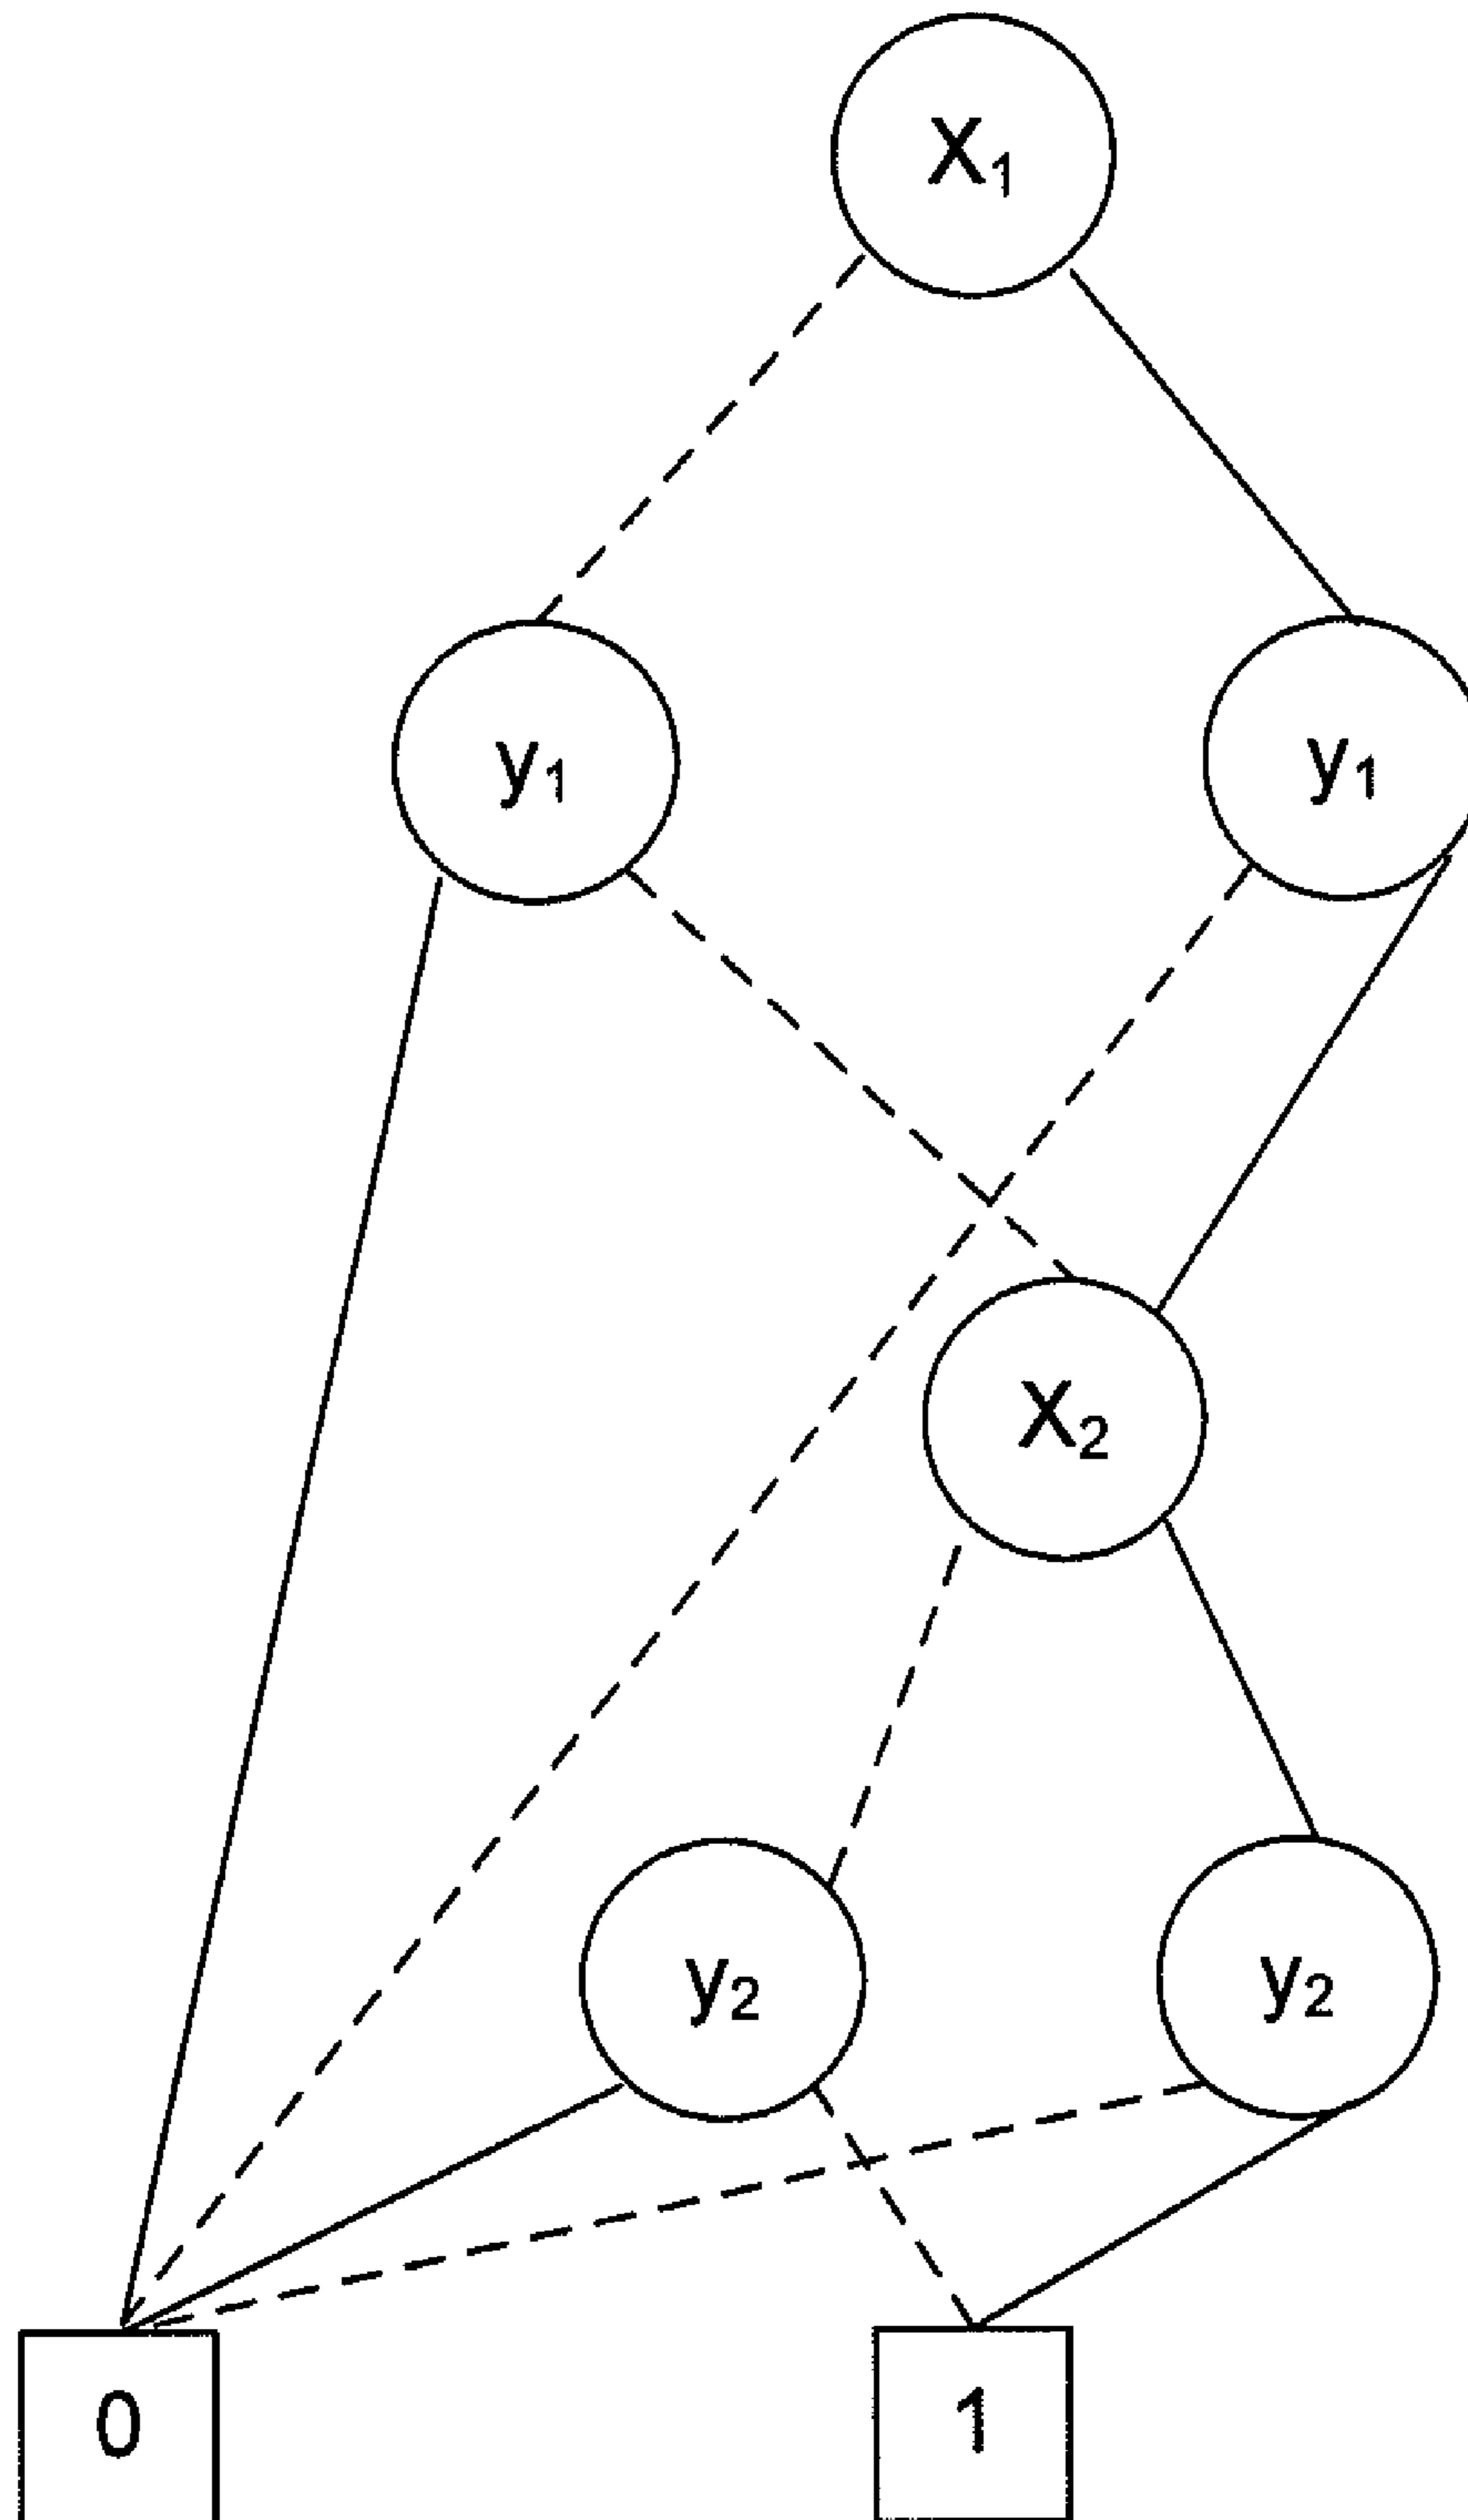 X₁
y₁ y₁
X₂
y₂ y₂
0 1